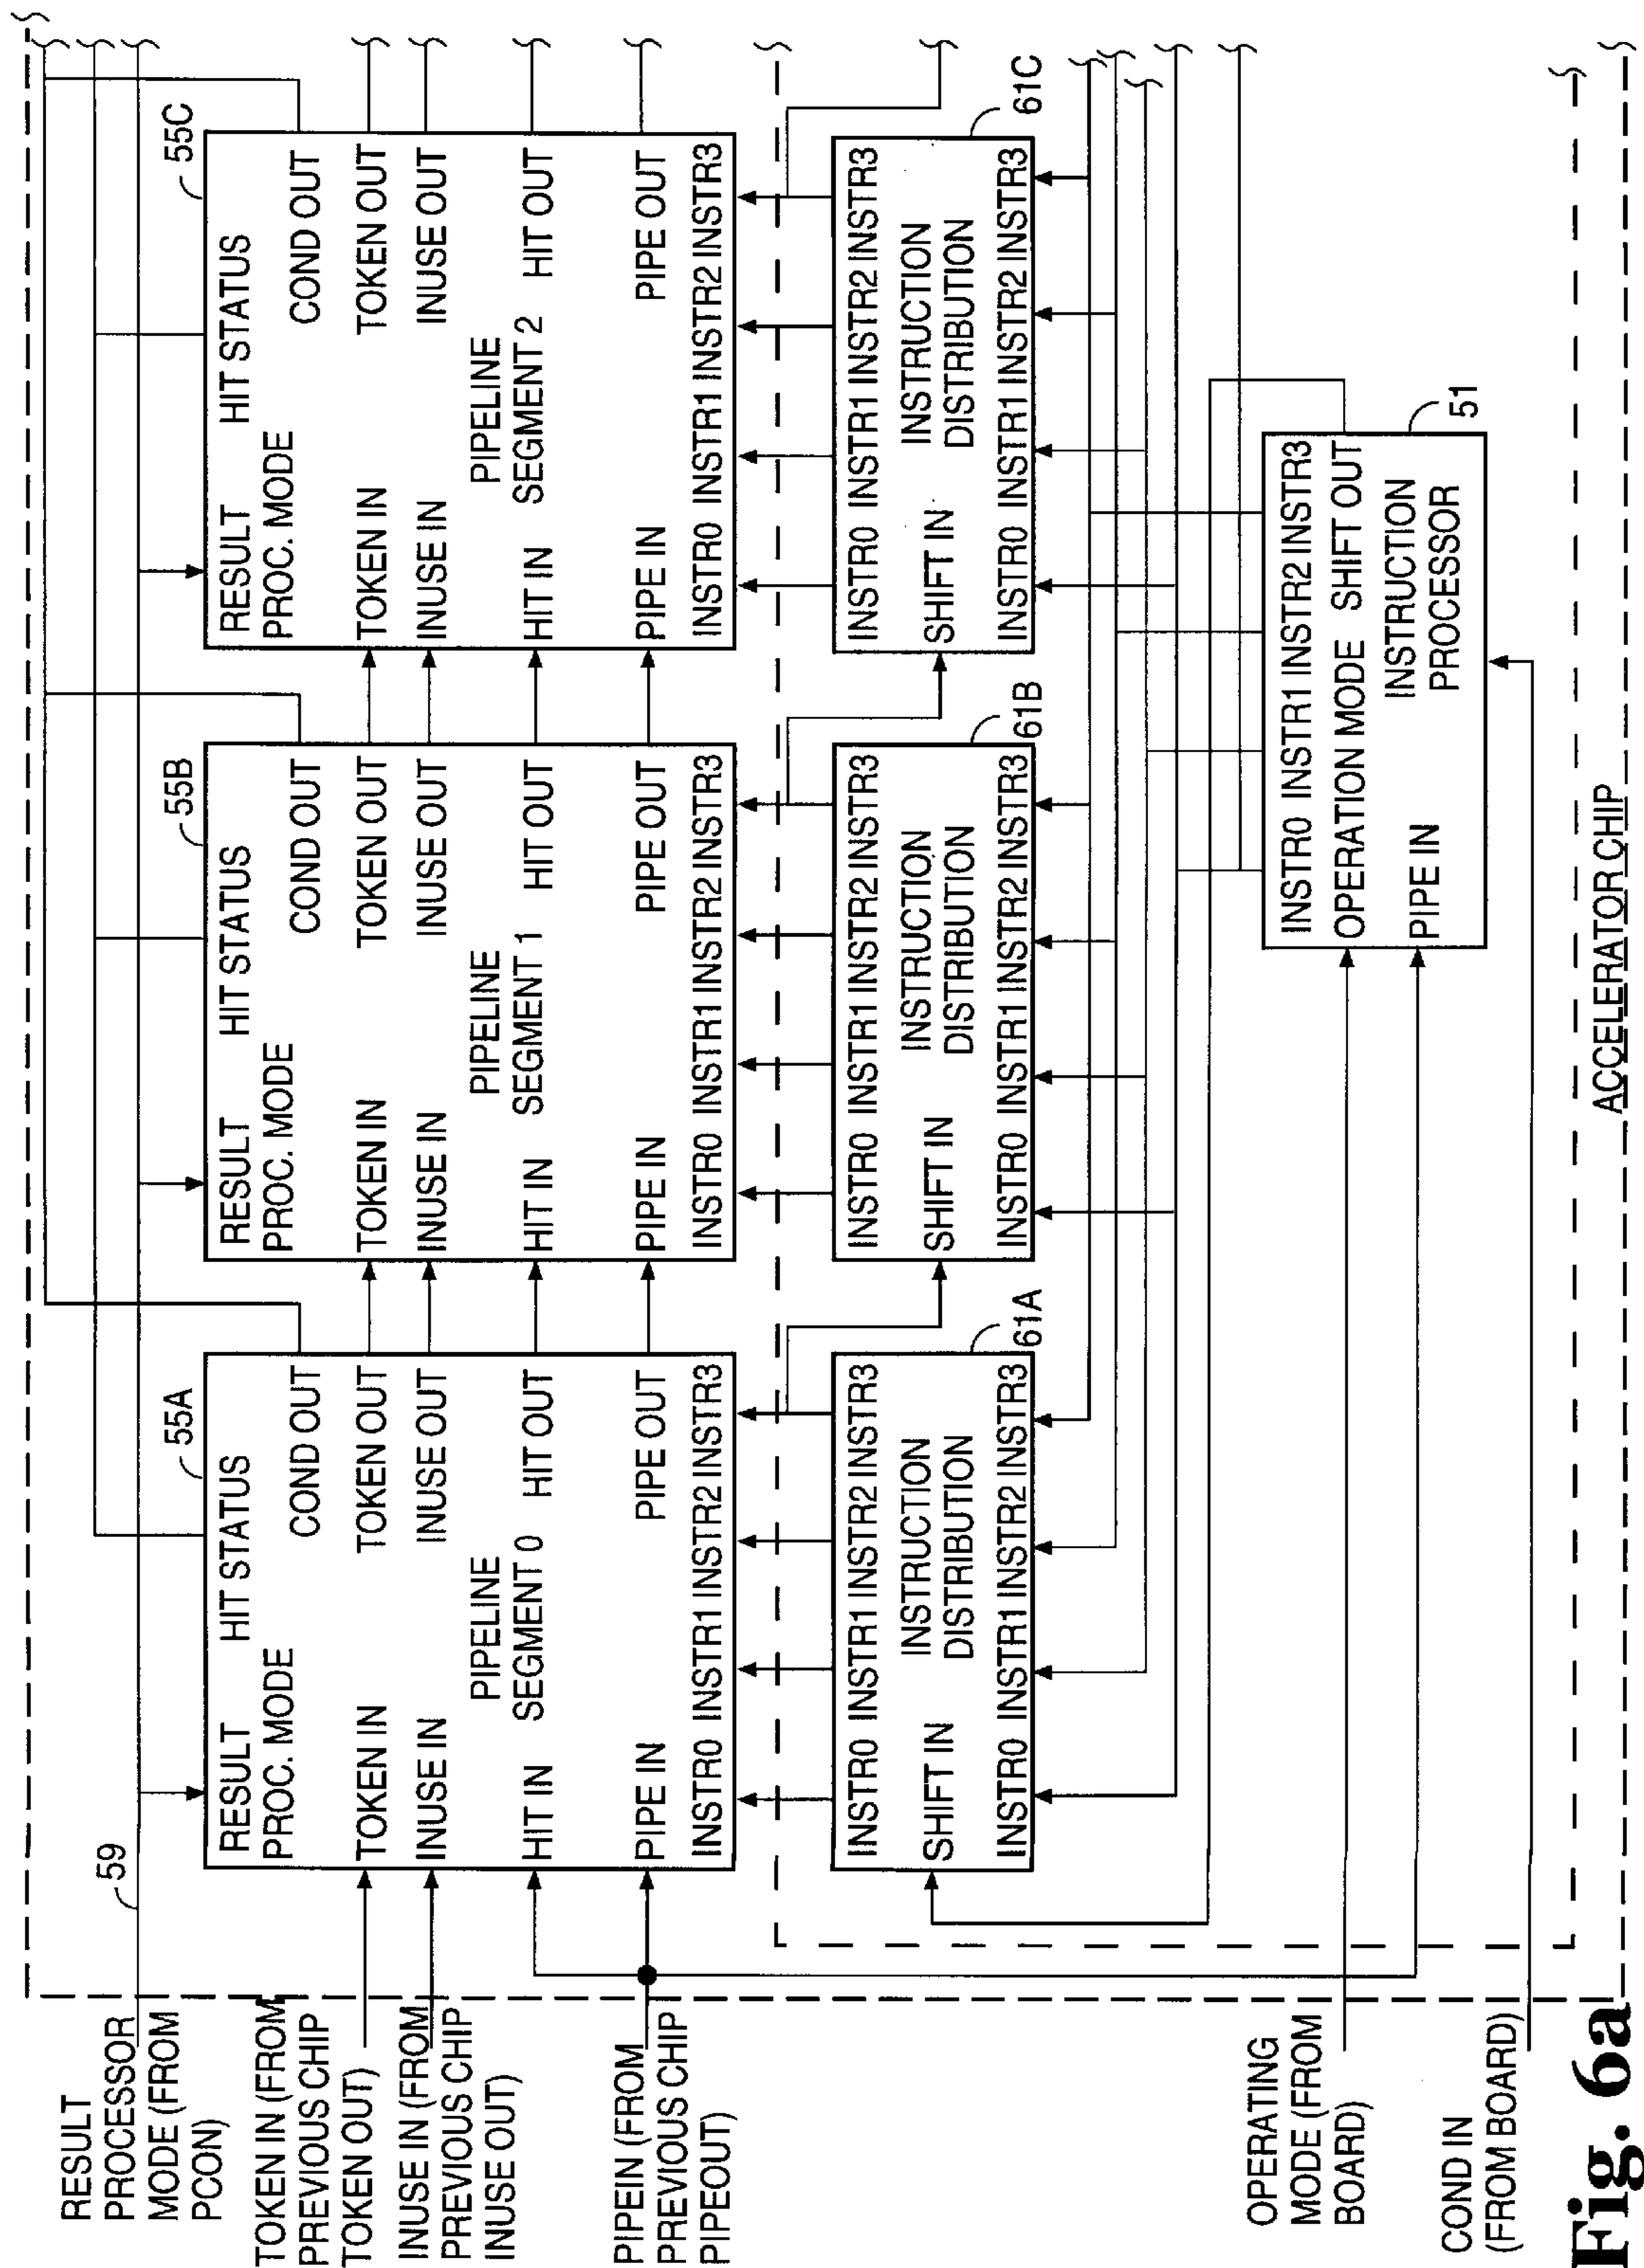 RESULT
PROCESSOR
MODE (FROM
PCON)
59
TOKEN IN (FROM
PREVIOUS CHIP
TOKEN OUT)
INUSE IN (FROM
PREVIOUS CHIP
INUSE OUT)
PIPEIN (FROM
PREVIOUS CHIP
PIPEOUT)
OPERATING
MODE (FROM
BOARD)
COND IN
(FROM BOARD)
55A
RESULT HIT STATUS
PROC. MODE
COND OUT
TOKEN IN TOKEN OUT
INUSE IN INUSE OUT
PIPELINE
HIT IN SEGMENT 0 HIT OUT
PIPE IN PIPE OUT
INSTR0 INSTR1 INSTR2 INSTR3
55B
RESULT HIT STATUS
PROC. MODE
COND OUT
TOKEN IN TOKEN OUT
INUSE IN INUSE OUT
PIPELINE
HIT IN SEGMENT 1 HIT OUT
PIPE IN PIPE OUT
INSTR0 INSTR1 INSTR2 INSTR3
55C
RESULT HIT STATUS
PROC. MODE
COND OUT
TOKEN IN TOKEN OUT
INUSE IN INUSE OUT
PIPELINE
HIT IN SEGMENT 2 HIT OUT
PIPE IN PIPE OUT
INSTR0 INSTR1 INSTR2 INSTR3
INSTR0 INSTR1 INSTR2 INSTR3
INSTRUCTION
SHIFT IN DISTRIBUTION
INSTR0 INSTR1 INSTR2 INSTR3
61A
INSTR0 INSTR1 INSTR2 INSTR3
INSTRUCTION
SHIFT IN DISTRIBUTION
INSTR0 INSTR1 INSTR2 INSTR3
61B
INSTR0 INSTR1 INSTR2 INSTR3
INSTRUCTION
SHIFT IN DISTRIBUTION
INSTR0 INSTR1 INSTR2 INSTR3
61C
INSTR0 INSTR1 INSTR2 INSTR3
OPERATION MODE SHIFT OUT
INSTRUCTION
PIPE IN PROCESSOR
51
ACCELERATOR CHIP
Fig. 6a